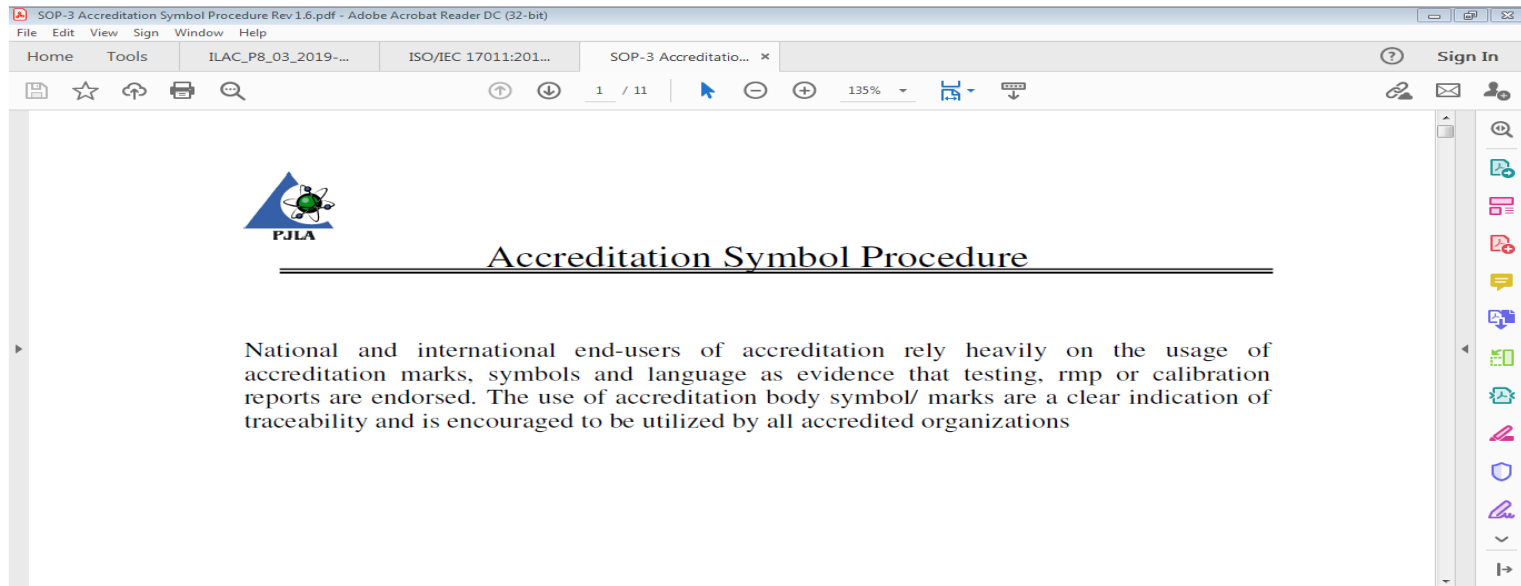 SOP-3 Accreditation Symbol Procedure Rev 1.6.pdf - Adobe Acrobat Reader DC (32-bit)
File Edit View Sign Window Help
Home Tools ILAC_P8_03_2019-... ISO/IEC 17011:201... SOP-3 Accreditatio... × Sign In
1 / 11 135%
PJLA
Accreditation Symbol Procedure
National and international end-users of accreditation rely heavily on the usage of
accreditation marks, symbols and language as evidence that testing, rmp or calibration
reports are endorsed. The use of accreditation body symbol/ marks are a clear indication of
traceability and is encouraged to be utilized by all accredited organizations